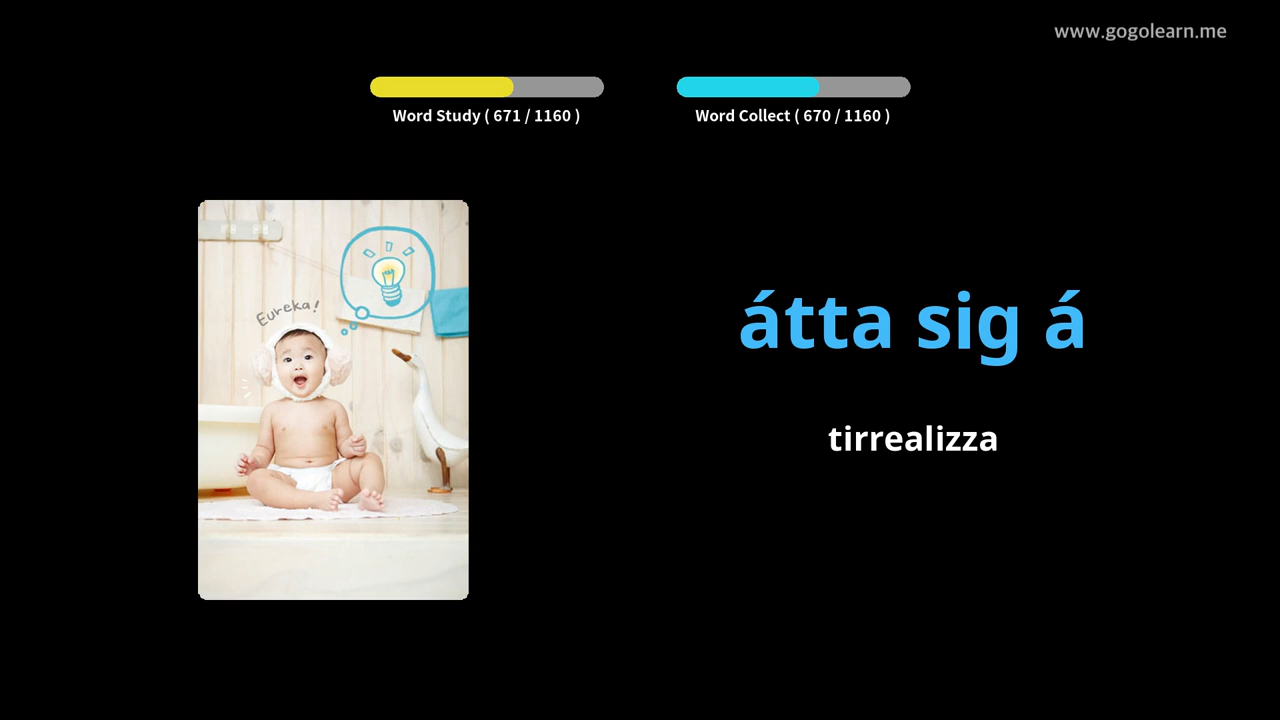 www.gogolearn.me
Word Study ( 671 / 1160 )
Word Collect ( 670 / 1160 )
Eureka!
átta sig á
tirrealizza